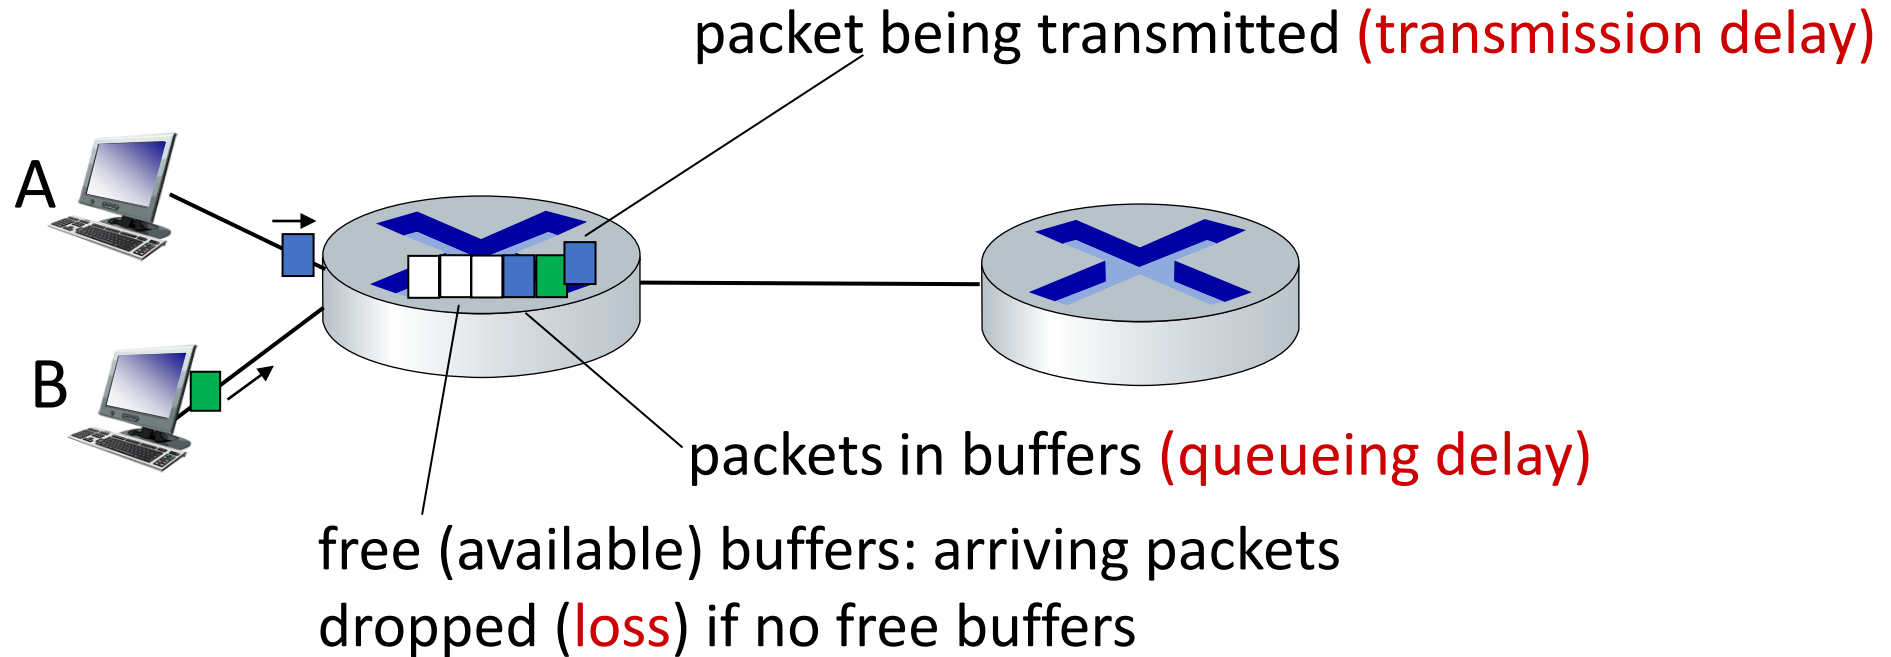 packet being transmitted (transmission delay)
A
B
packets in buffers (queueing delay)
free (available) buffers: arriving packets
dropped (loss) if no free buffers